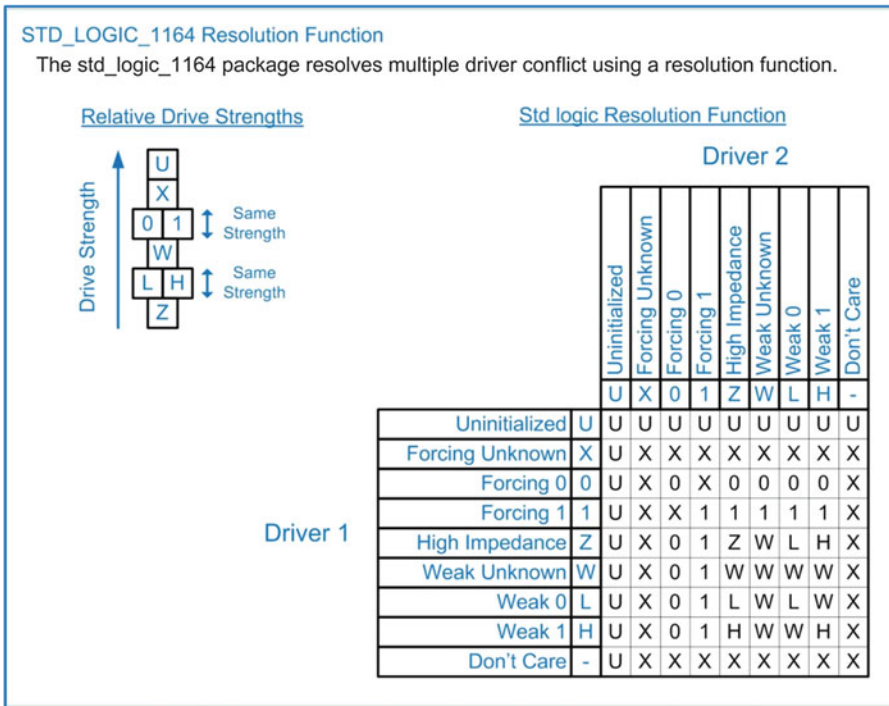 STD_LOGIC_1164 Resolution Function
The std_logic_1164 package resolves multiple driver conflict using a resolution function.
Relative Drive Strengths
Drive Strength
U
X
0 1
Same Strength
W
L H
Same Strength
Z
Std logic Resolution Function
Driver 2
Uninitialized
Forcing Unknown
Forcing 0
Forcing 1
High Impedance
Weak Unknown
Weak 0
Weak 1
Don't Care
U X 0 1 Z W L H -
Driver 1
Uninitialized U U U U U U U U U U
Forcing Unknown X U X X X X X X X X
Forcing 0 0 U X 0 X 0 0 0 0 X
Forcing 1 1 U X X 1 1 1 1 1 X
High Impedance Z U X 0 1 Z W L H X
Weak Unknown W U X 0 1 W W W W X
Weak 0 L U X 0 1 L W L W X
Weak 1 H U X 0 1 H W W H X
Don't Care - U X X X X X X X X